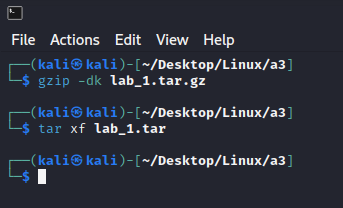 File Actions Edit View Help
┌──(kali㉿kali)-[~/Desktop/Linux/a3]
└─$ gzip -dk lab_1.tar.gz
┌──(kali㉿kali)-[~/Desktop/Linux/a3]
└─$ tar xf lab_1.tar
┌──(kali㉿kali)-[~/Desktop/Linux/a3]
└─$